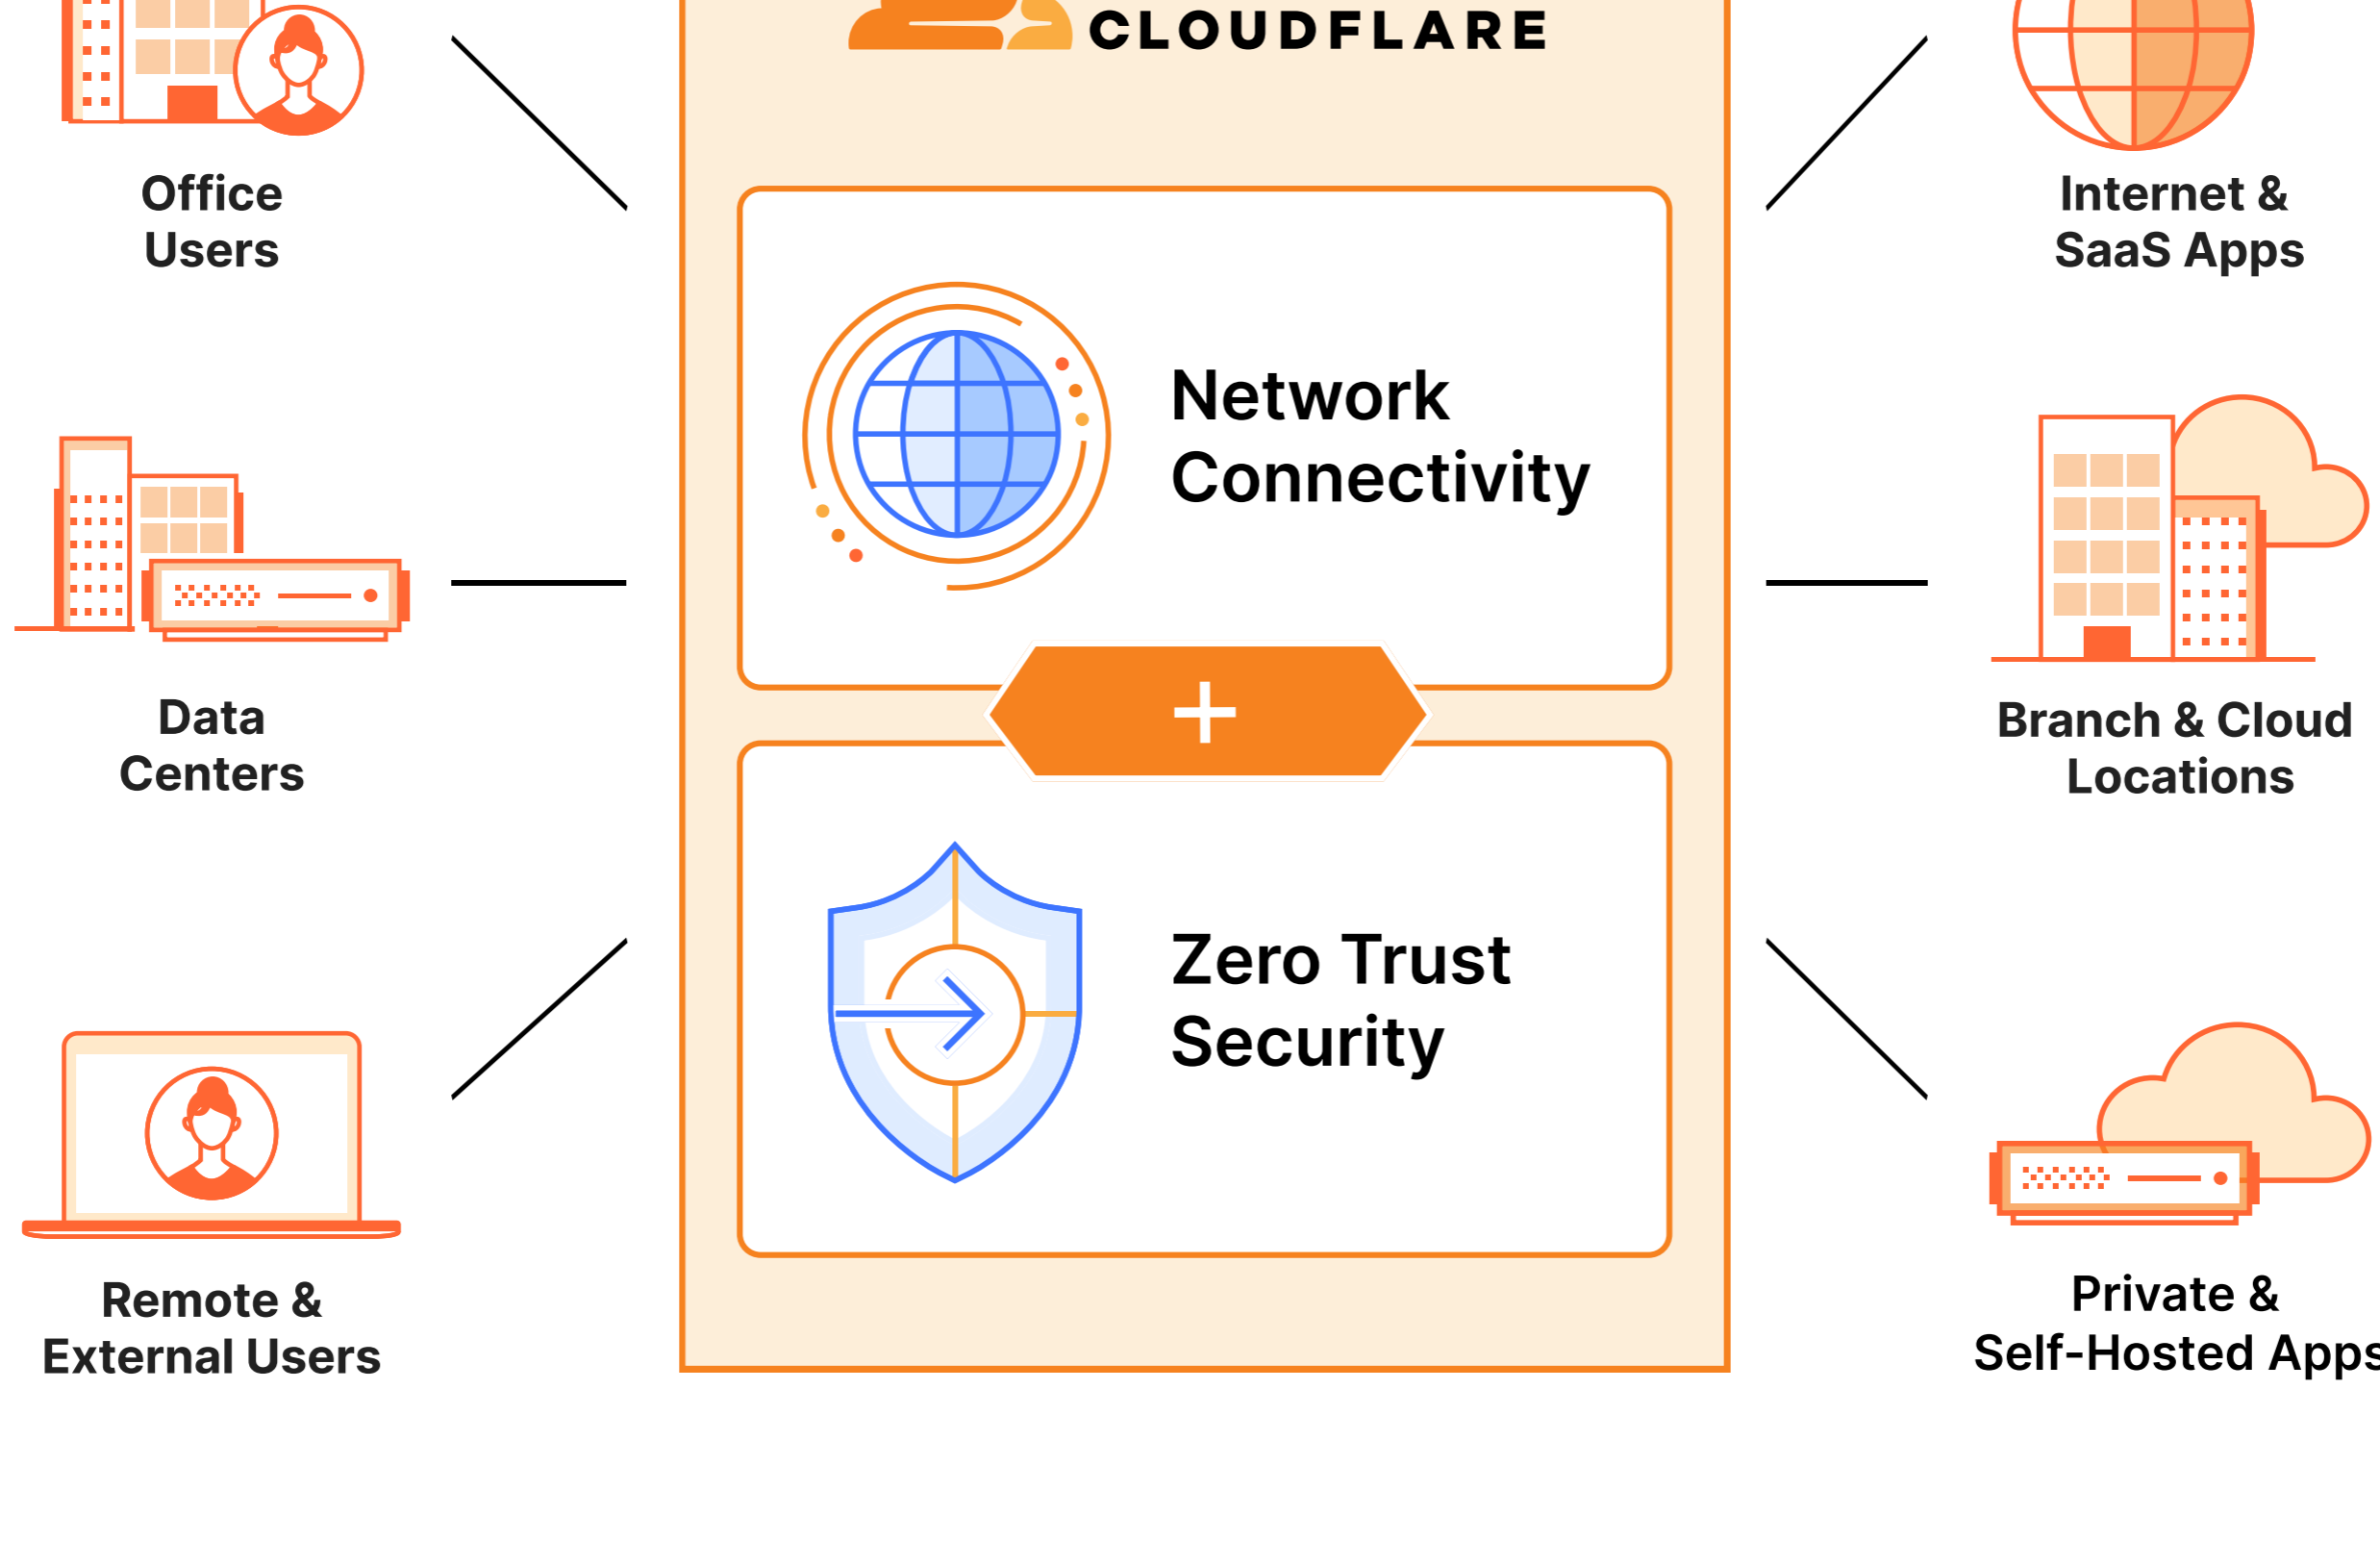 CLOUDFLARE
Office
Users
Data
Centers
Remote &
External Users
Network
Connectivity
+
Zero Trust
Security
Internet &
SaaS Apps
Branch & Cloud
Locations
Private &
Self-Hosted Apps